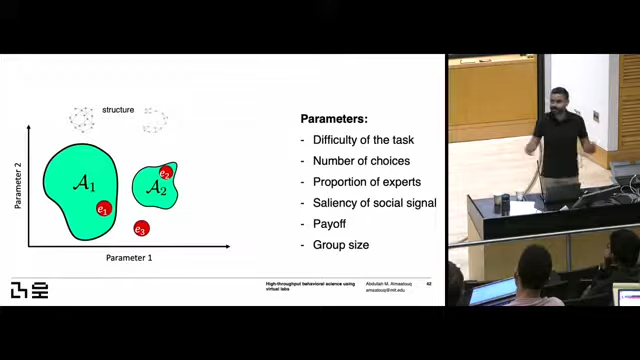 structure
Parameter 2
A1
e1
A2
e2
e3
Parameter 1
Parameters:
- Difficulty of the task
- Number of choices
- Proportion of experts
- Saliency of social signal
- Payoff
- Group size
High-throughput behavioral science using
virtual labs
Abdullah M. Almaatouq
amaatouq@mit.edu
42